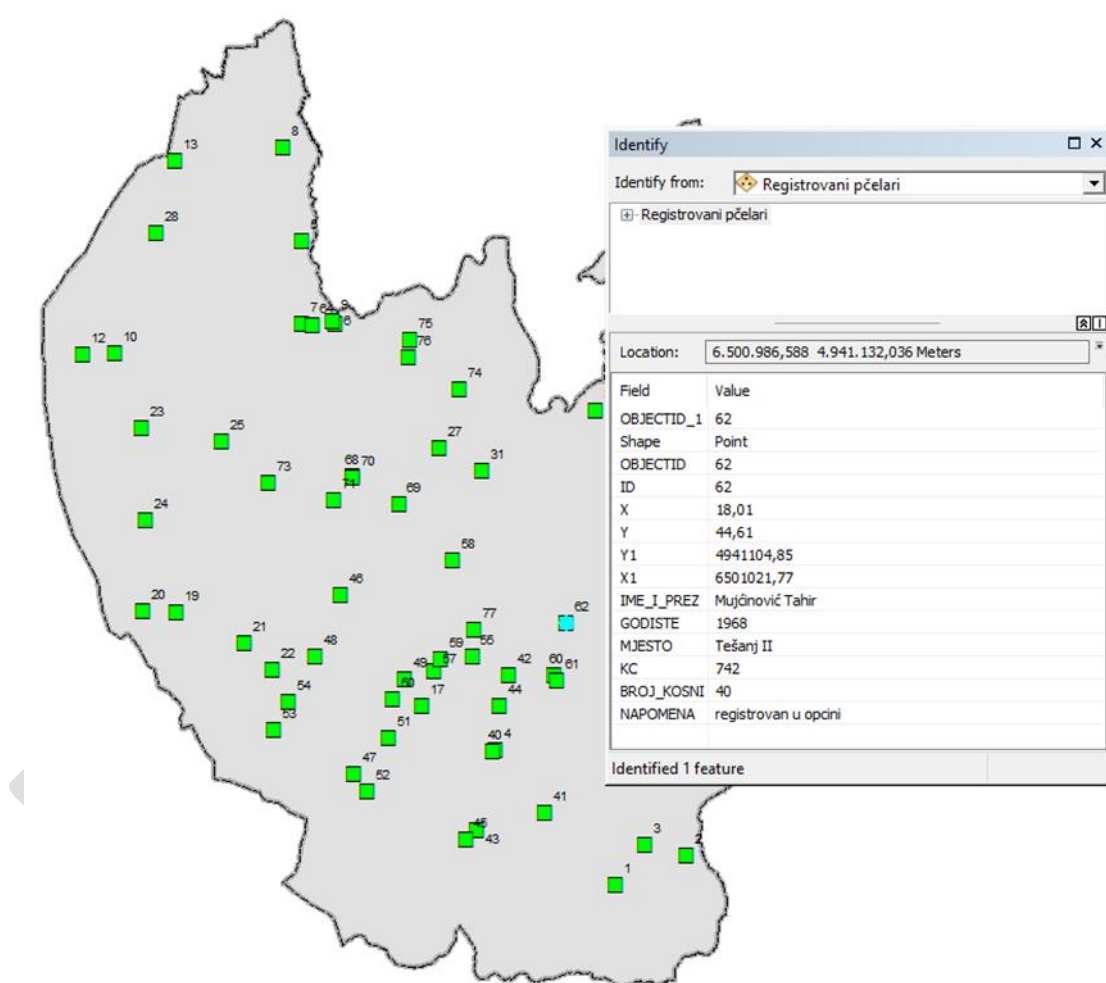 8
13
28
7
9
6
75
76
12
10
74
23
25
27
68 70
31
73
71
69
24
58
46
20
19
62
77
21
48
59
55
22
49
57
42
60
61
54
50
17
44
53
51
40 4
47
52
41
45
43
3
2
1
Identify
Identify from:
Registrovani pčelari
Registrovani pčelari
Location: 6.500.986,588 4.941.132,036 Meters
Field Value
OBJECTID_1 62
Shape Point
OBJECTID 62
ID 62
X 18,01
Y 44,61
Y1 4941104,85
X1 6501021,77
IME_I_PREZ Mujćinović Tahir
GODISTE 1968
MJESTO Tešanj II
KC 742
BROJ_KOSNI 40
NAPOMENA registrovan u opcini
Identified 1 feature